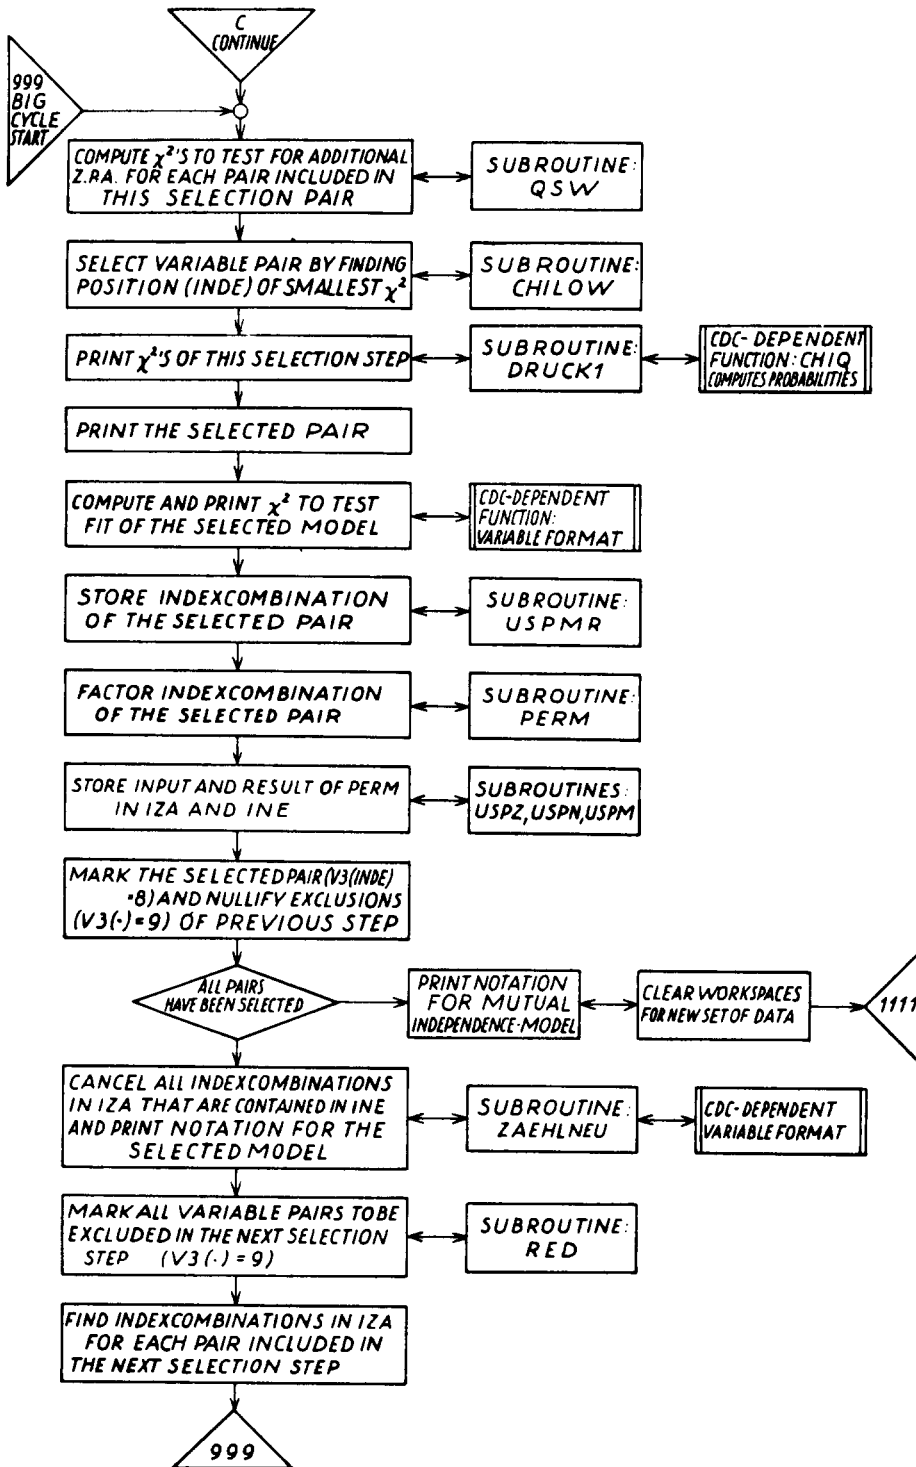 C
CONTINUE
999
BIG
CYCLE
START
COMPUTE χ²'S TO TEST FOR ADDITIONAL
Z.P.A. FOR EACH PAIR INCLUDED IN
THIS SELECTION PAIR
SUBROUTINE:
QSW
SELECT VARIABLE PAIR BY FINDING
POSITION (INDE) OF SMALLEST χ²
SUBROUTINE:
CHILOW
PRINT χ²'S OF THIS SELECTION STEP
SUBROUTINE:
DRUCK1
CDC- DEPENDENT
FUNCTION: CHIQ
COMPUTES PROBABILITIES
PRINT THE SELECTED PAIR
COMPUTE AND PRINT χ² TO TEST
FIT OF THE SELECTED MODEL
CDC-DEPENDENT
FUNCTION:
VARIABLE FORMAT
STORE INDEXCOMBINATION
OF THE SELECTED PAIR
SUBROUTINE:
USPMR
FACTOR INDEXCOMBINATION
OF THE SELECTED PAIR
SUBROUTINE:
PERM
STORE INPUT AND RESULT OF PERM
IN IZA AND INE
SUBROUTINES:
USPZ, USPN, USPM
MARK THE SELECTED PAIR (V3(INDE)
=8) AND NULLIFY EXCLUSIONS
(V3(·)=9) OF PREVIOUS STEP
ALL PAIRS
HAVE BEEN SELECTED
PRINT NOTATION
FOR MUTUAL
INDEPENDENCE-MODEL
CLEAR WORKSPACES
FOR NEW SET OF DATA
1111
CANCEL ALL INDEXCOMBINATIONS
IN IZA THAT ARE CONTAINED IN INE
AND PRINT NOTATION FOR THE
SELECTED MODEL
SUBROUTINE:
ZAEHLNEU
CDC-DEPENDENT
VARIABLE FORMAT
MARK ALL VARIABLE PAIRS TO BE
EXCLUDED IN THE NEXT SELECTION
STEP (V3(·)=9)
SUBROUTINE:
RED
FIND INDEXCOMBINATIONS IN IZA
FOR EACH PAIR INCLUDED IN
THE NEXT SELECTION STEP
999